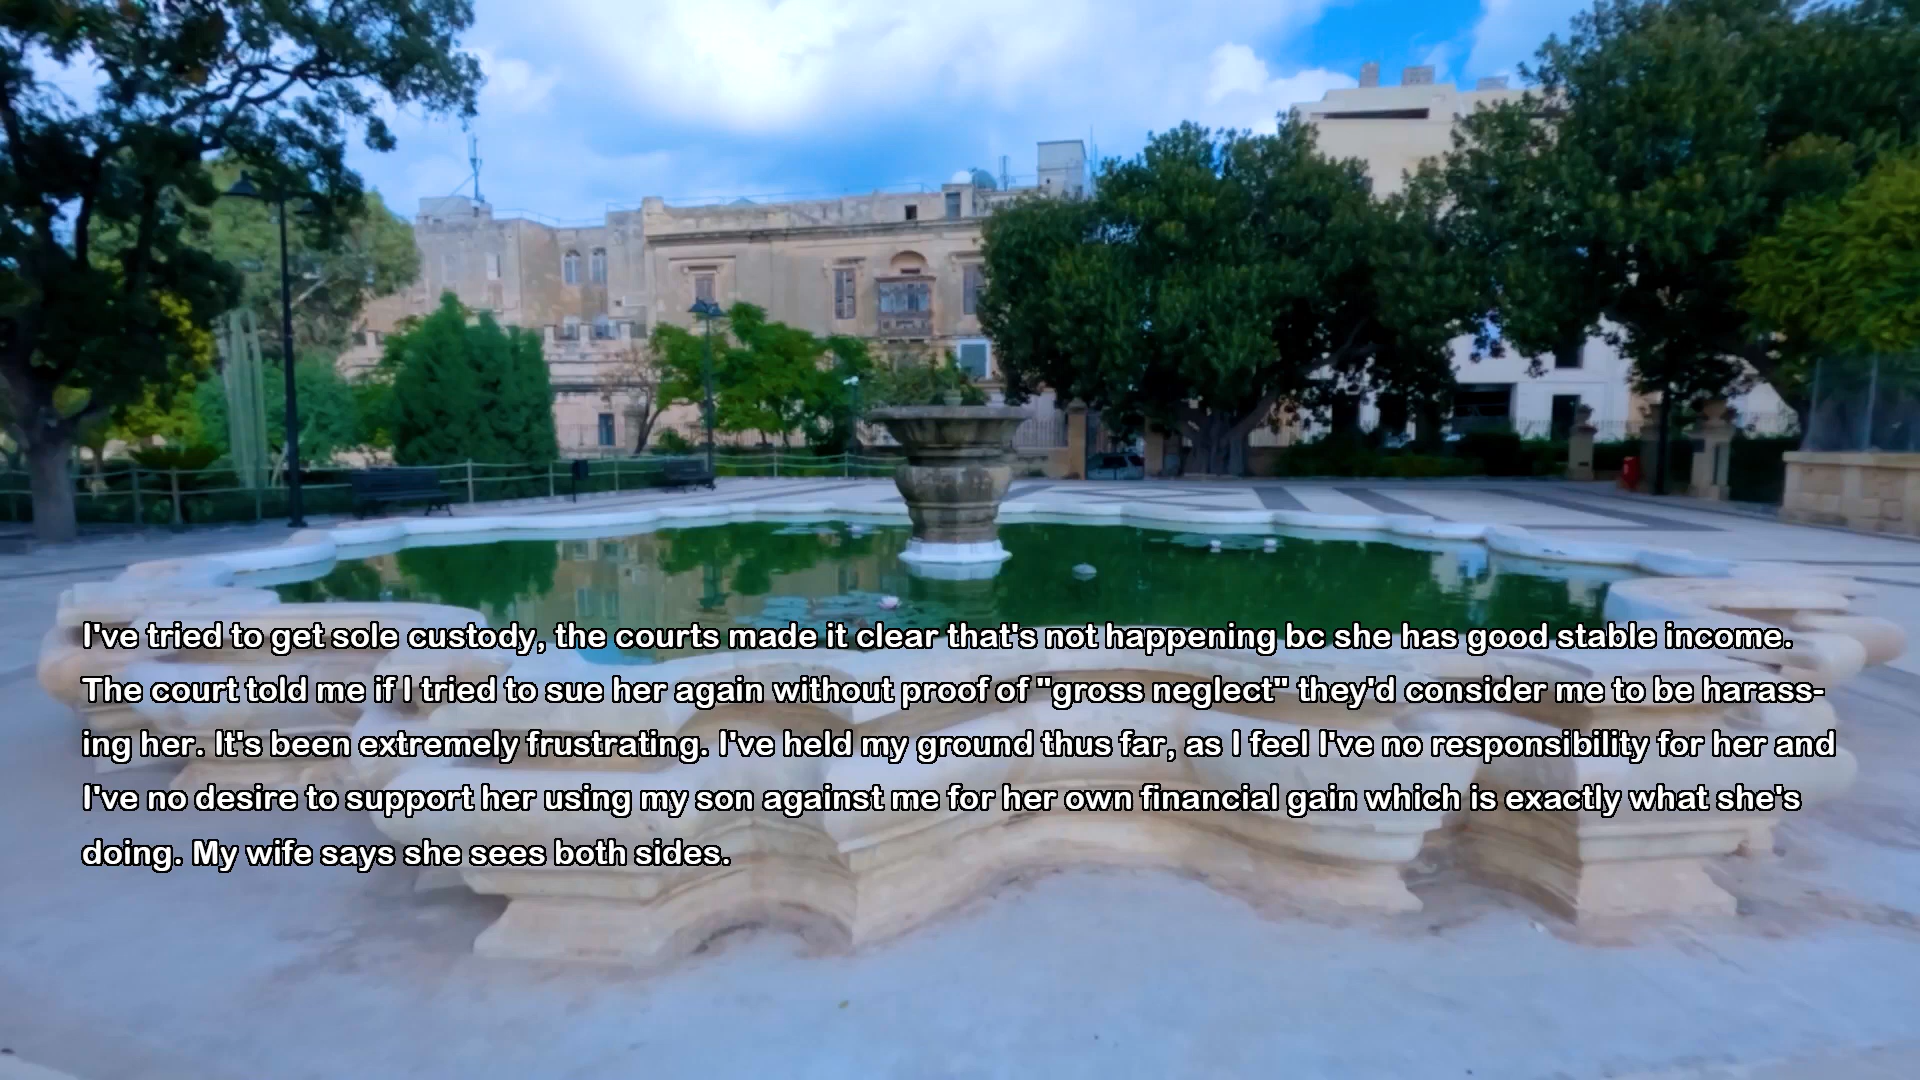 I've tried to get sole custody, the courts made it clear that's not happening bc she has good stable income.
The court told me if I tried to sue her again without proof of "gross neglect" they'd consider me to be harass-
ing her. It's been extremely frustrating. I've held my ground thus far, as I feel I've no responsibility for her and
I've no desire to support her using my son against me for her own financial gain which is exactly what she's
doing. My wife says she sees both sides.